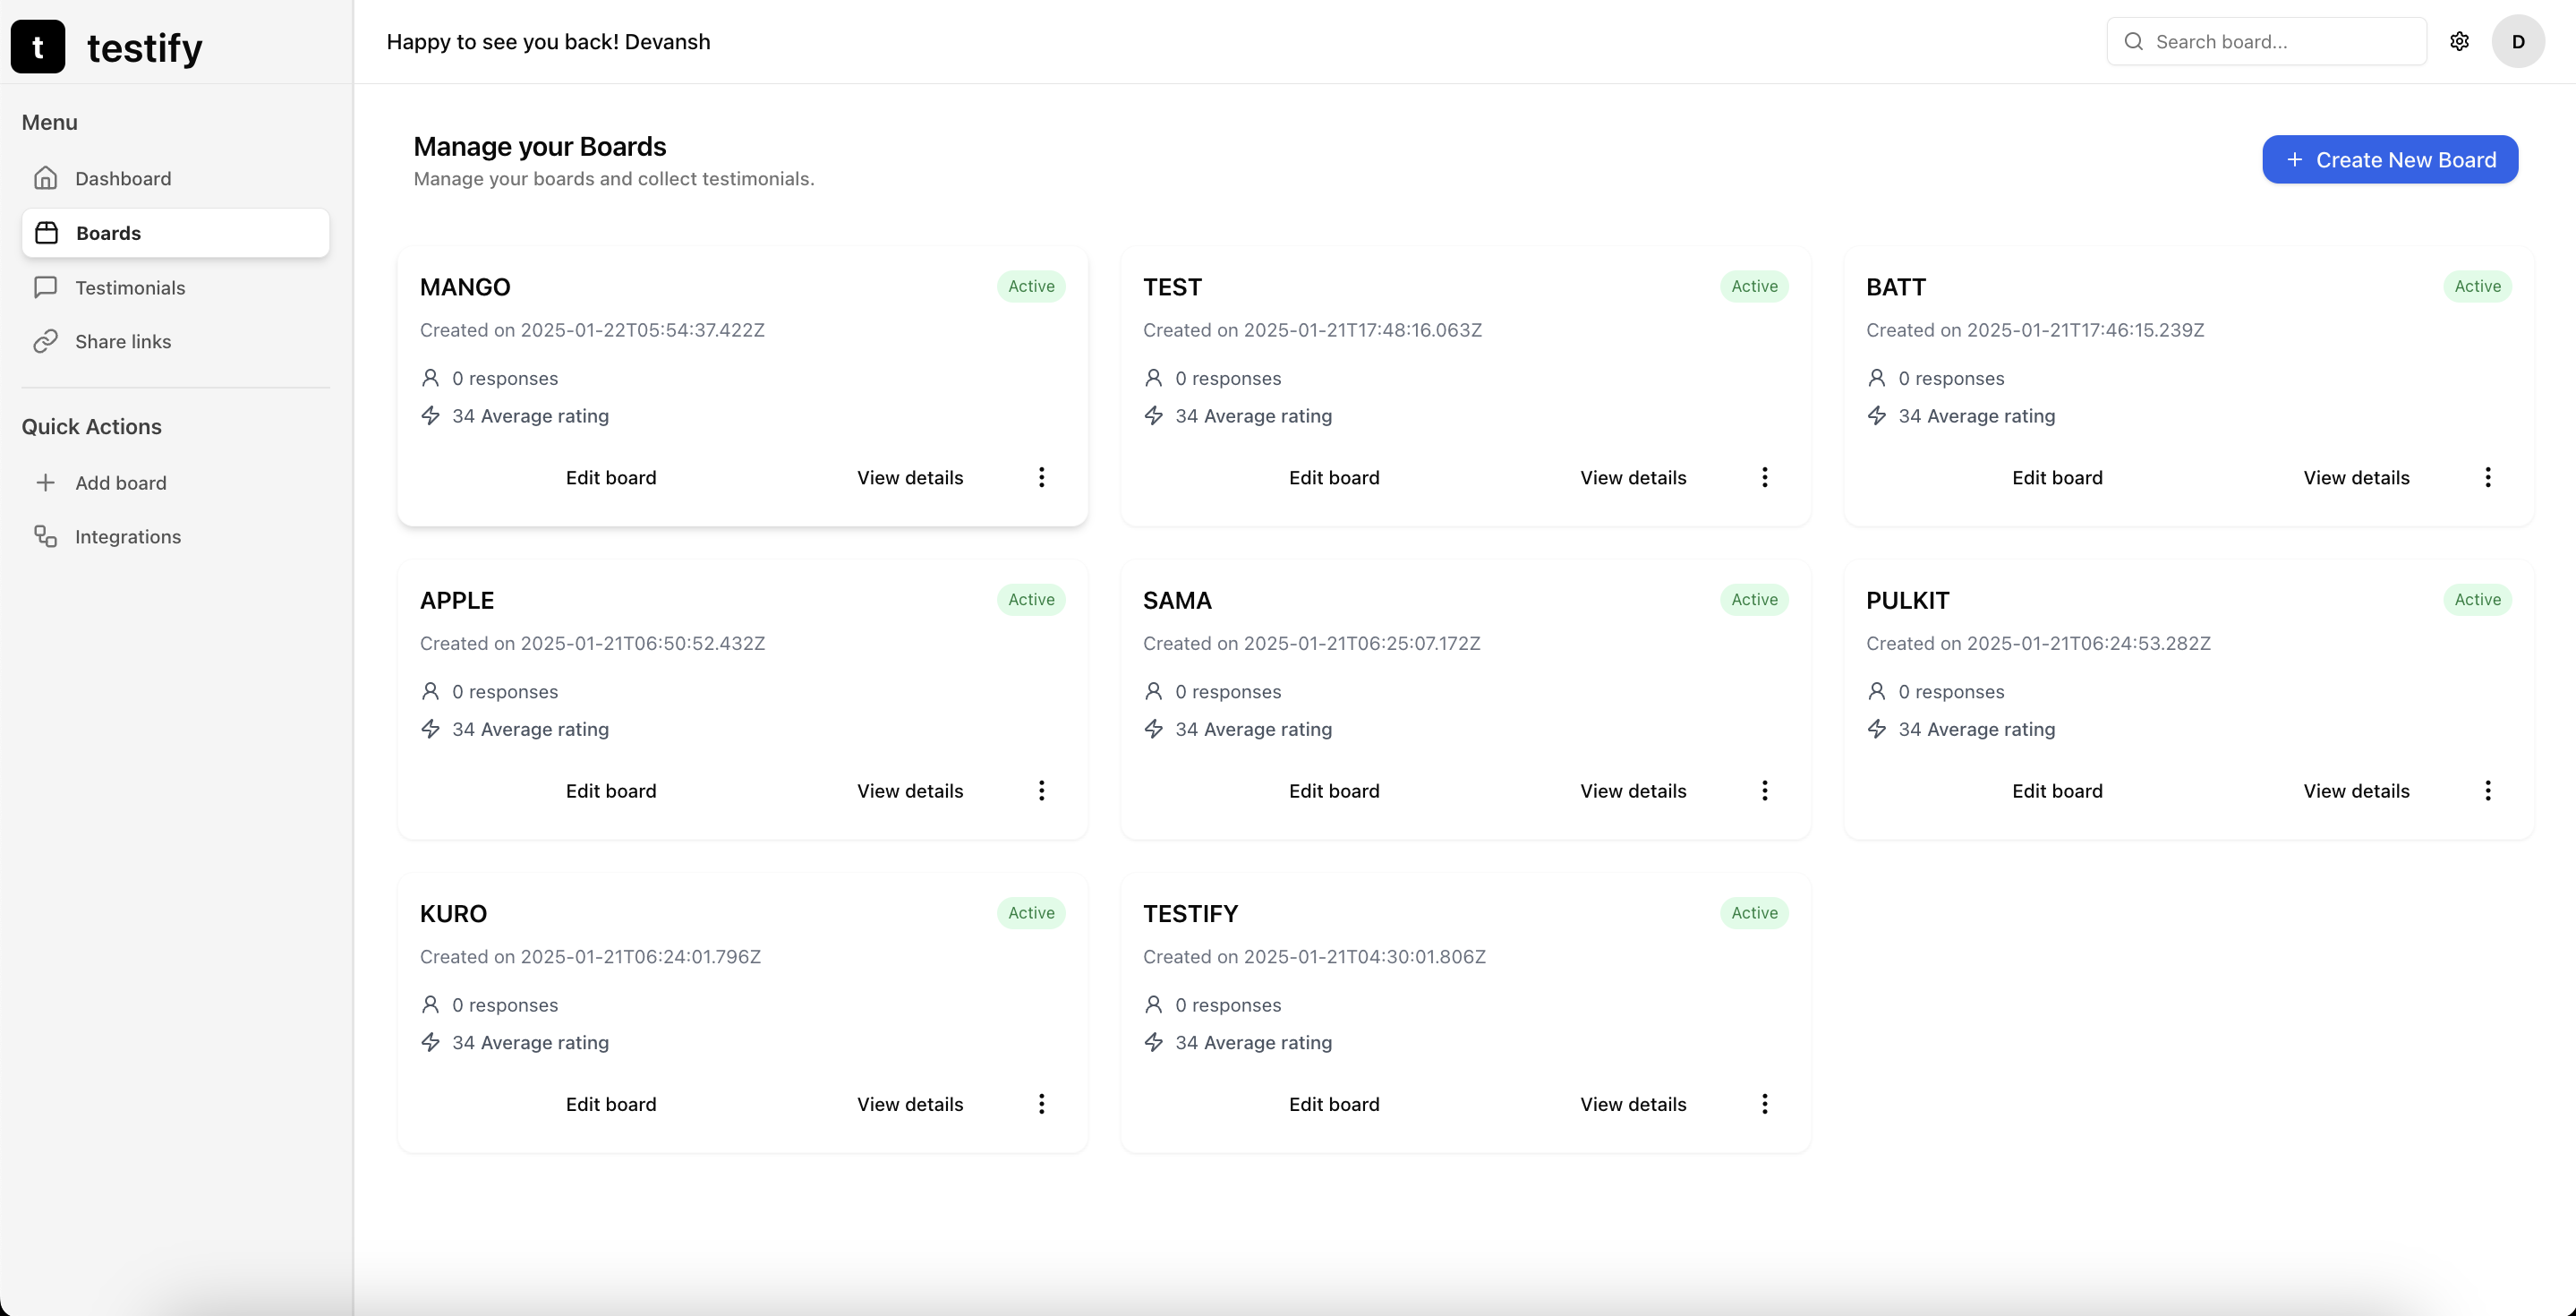 t testify
Happy to see you back! Devansh
Search board...
D
Menu
Dashboard
Boards
Testimonials
Share links
Quick Actions
Add board
Integrations
Manage your Boards
Manage your boards and collect testimonials.
+ Create New Board
MANGO
Active
Created on 2025-01-22T05:54:37.422Z
0 responses
34 Average rating
Edit board View details
TEST
Active
Created on 2025-01-21T17:48:16.063Z
0 responses
34 Average rating
Edit board View details
BATT
Active
Created on 2025-01-21T17:46:15.239Z
0 responses
34 Average rating
Edit board View details
APPLE
Active
Created on 2025-01-21T06:50:52.432Z
0 responses
34 Average rating
Edit board View details
SAMA
Active
Created on 2025-01-21T06:25:07.172Z
0 responses
34 Average rating
Edit board View details
PULKIT
Active
Created on 2025-01-21T06:24:53.282Z
0 responses
34 Average rating
Edit board View details
KURO
Active
Created on 2025-01-21T06:24:01.796Z
0 responses
34 Average rating
Edit board View details
TESTIFY
Active
Created on 2025-01-21T04:30:01.806Z
0 responses
34 Average rating
Edit board View details